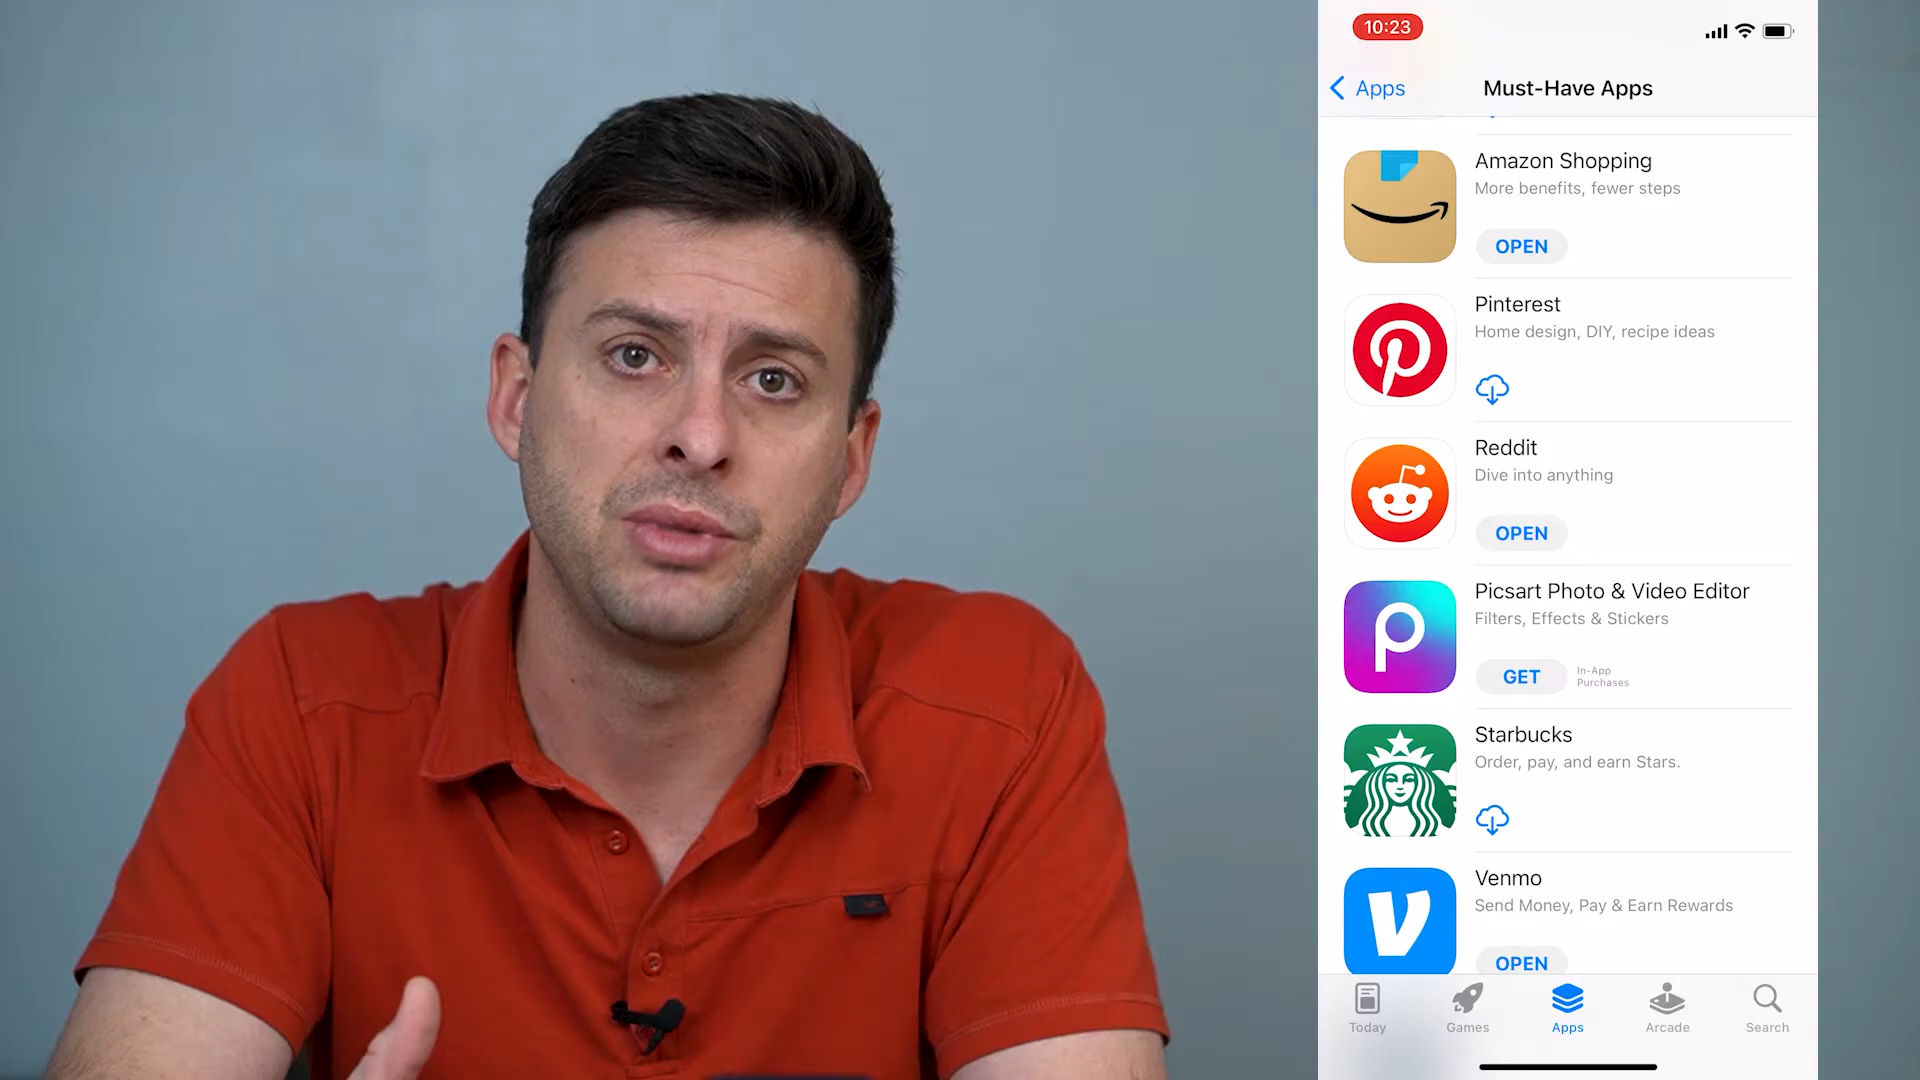 10:23
Apps
Must-Have Apps
Amazon Shopping
More benefits, fewer steps
OPEN
Pinterest
Home design, DIY, recipe ideas
Reddit
Dive into anything
OPEN
Picsart Photo & Video Editor
Filters, Effects & Stickers
GET
In-App
Purchases
Starbucks
Order, pay, and earn Stars.
Venmo
Send Money, Pay & Earn Rewards
OPEN
Today
Games
Apps
Arcade
Search